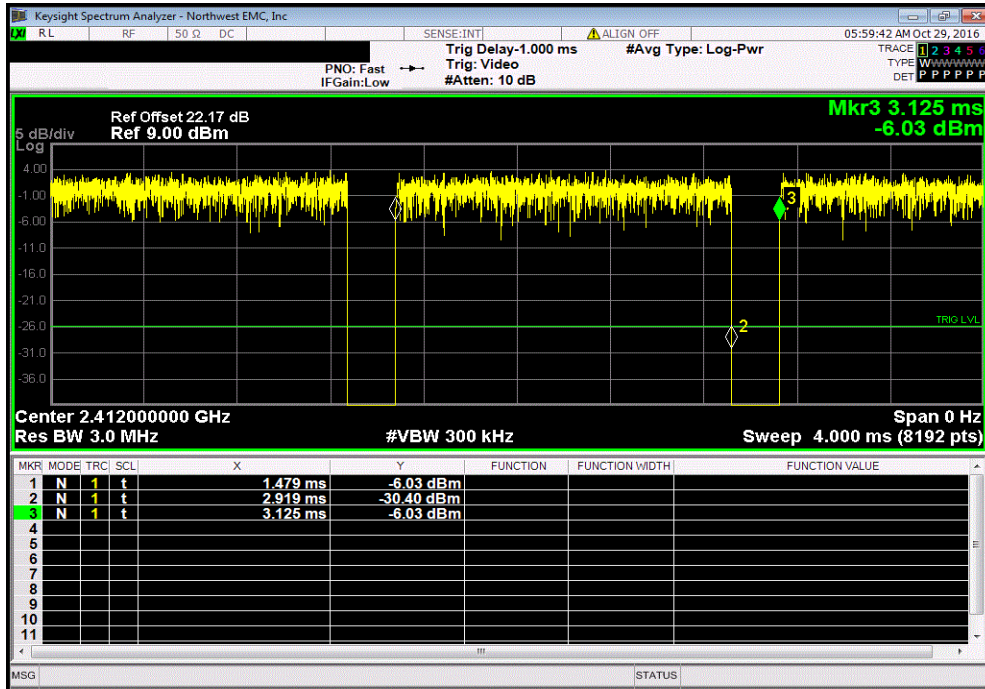 Keysight Spectrum Analyzer - Northwest EMC, Inc
LXI RL RF 50 Ω DC SENSE:INT ALIGN OFF 05:59:42 AM Oct 29, 2016
Trig Delay-1.000 ms #Avg Type: Log-Pwr TRACE 1 2 3 4 5 6
PNO: Fast Trig: Video TYPE WWWWWW
IFGain:Low #Atten: 10 dB DET P P P P P P
Mkr3 3.125 ms
-6.03 dBm
Ref Offset 22.17 dB
5 dB/div Ref 9.00 dBm
Log
4.00
-1.00
3
-6.00
-11.0
-16.0
-21.0
-26.0
TRIG LVL
2
-31.0
-36.0
Center 2.412000000 GHz Span 0 Hz
Res BW 3.0 MHz #VBW 300 kHz Sweep 4.000 ms (8192 pts)
MKR MODE TRC SCL X Y FUNCTION FUNCTION WIDTH FUNCTION VALUE
1 N 1 t 1.479 ms -6.03 dBm
2 N 1 t 2.919 ms -30.40 dBm
3 N 1 t 3.125 ms -6.03 dBm
4
5
6
7
8
9
10
11
MSG STATUS